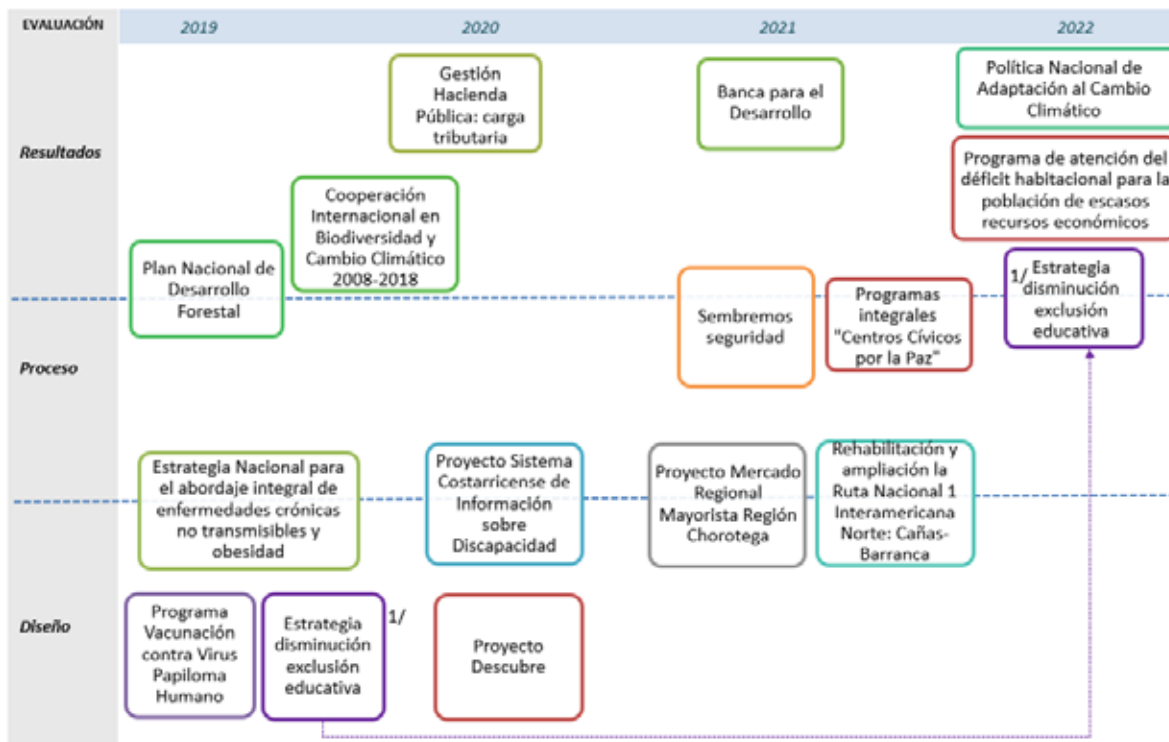 EVALUACIÓN
2019
2020
2021
2022
Resultados
Gestión
Hacienda
Pública: carga
tributaria
Banca para el
Desarrollo
Política Nacional de
Adaptación al Cambio
Climático
Programa de atención del
déficit habitacional para la
población de escasos
recursos económicos
Cooperación
Internacional en
Biodiversidad y
Cambio Climático
2008-2018
Plan Nacional de
Desarrollo
Forestal
Sembremos
seguridad
Programas
integrales
"Centros Cívicos
por la Paz"
1/
Estrategia
disminución
exclusión
educativa
Proceso
Estrategia Nacional para
el abordaje integral de
enfermedades crónicas
no transmisibles y
obesidad
Proyecto Sistema
Costarricense de
Información
sobre
Discapacidad
Proyecto Mercado
Regional
Mayorista Región
Chorotega
Rehabilitación y
ampliación la
Ruta Nacional 1
Interamericana
Norte: Cañas-
Barranca
Diseño
Programa
Vacunación
contra Virus
Papiloma
Humano
Estrategia
disminución
exclusión
educativa
1/
Proyecto
Descubre